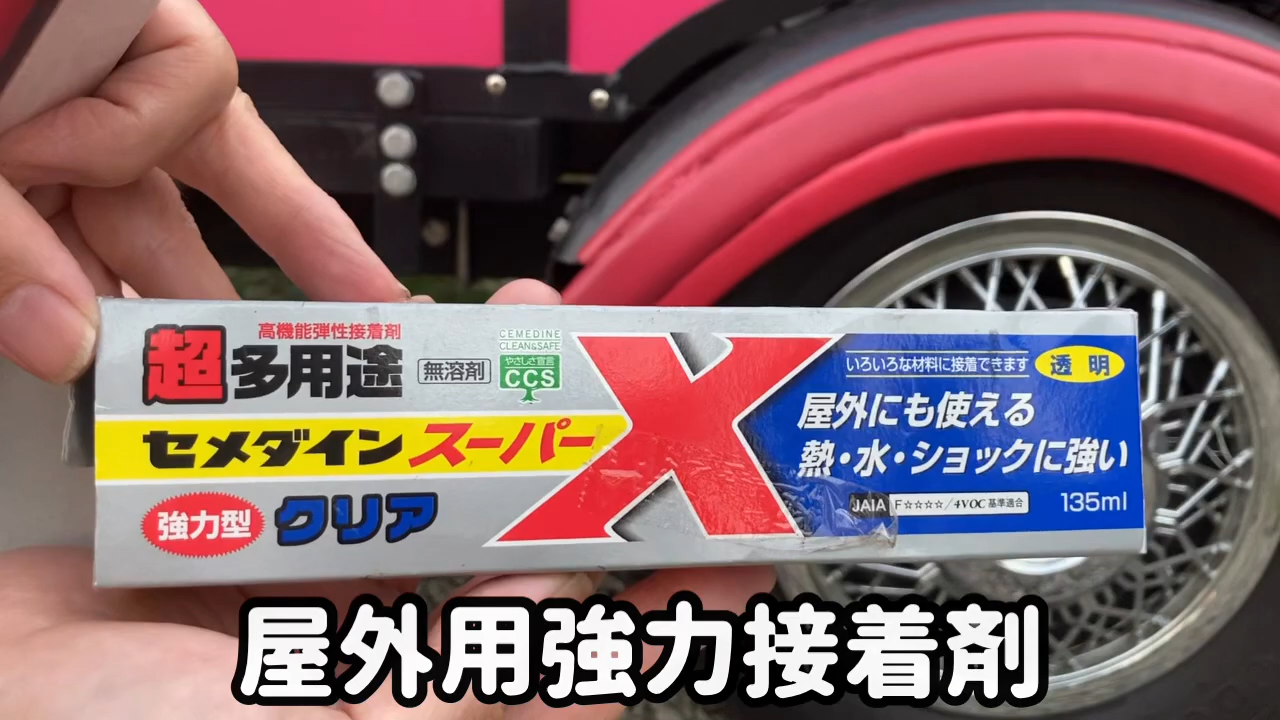 高機能弾性接着剤
超多用途
無溶剤
CEMEDINE
CLEAN&SAFE
やさしさ宣言
CCS
セメダインスーパーX
強力型
クリア
いろいろな材料に接着できます
透明
屋外にも使える
熱・水・ショックに強い
JAIA F☆☆☆☆/4VOC基準適合
135ml
屋外用強力接着剤